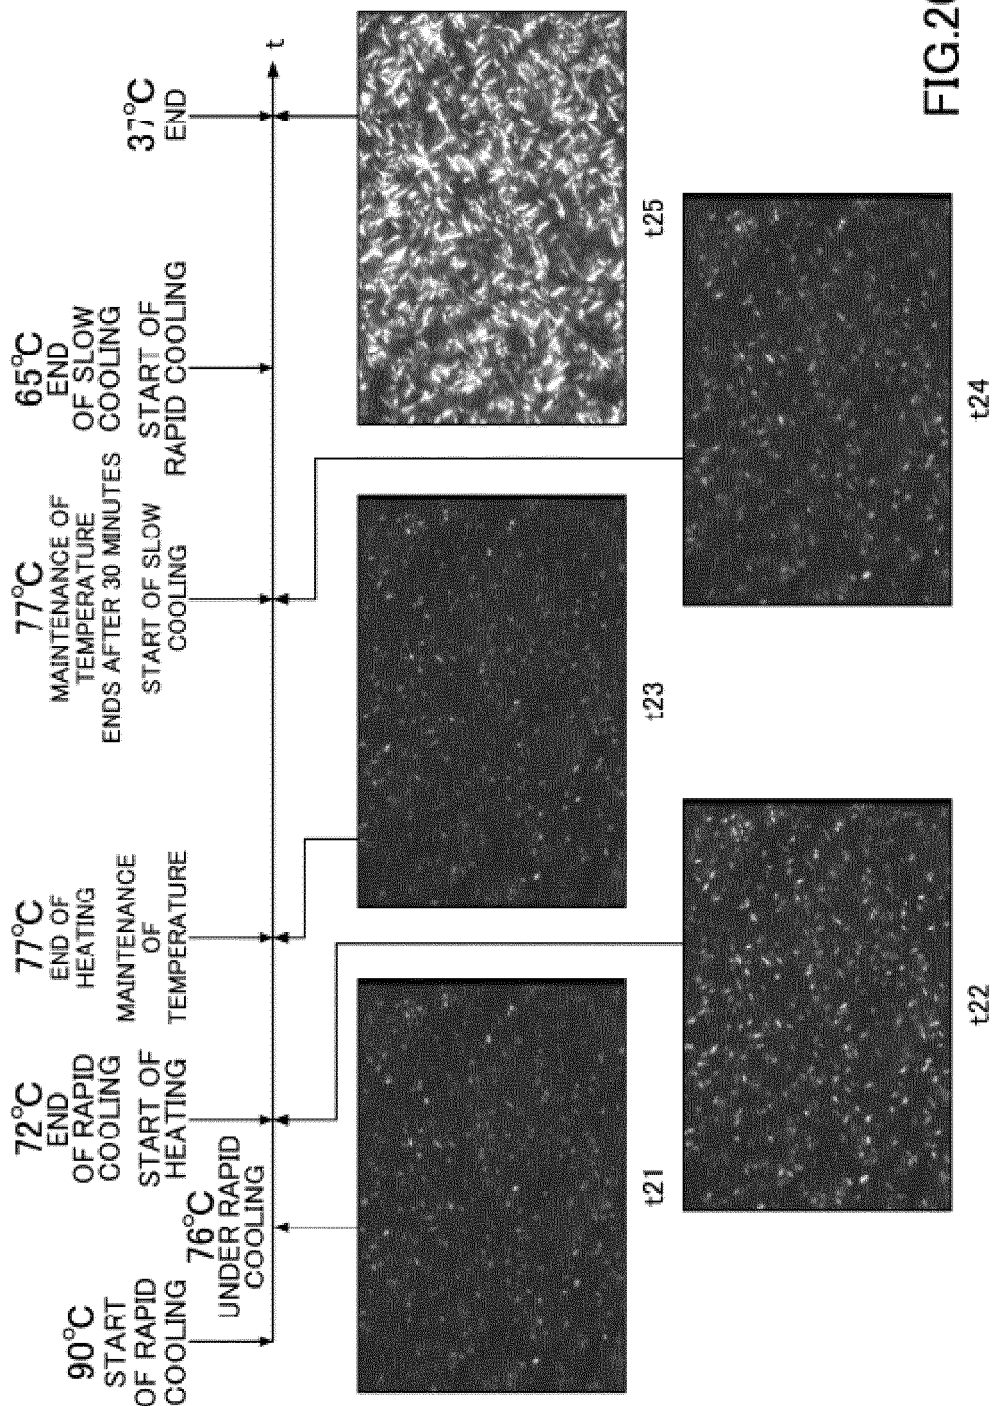 90°C
START
OF RAPID
COOLING
76°C
UNDER RAPID
COOLING
72°C
END
OF RAPID
COOLING
START OF
HEATING
77°C
END OF
HEATING
MAINTENANCE
OF
TEMPERATURE
77°C
MAINTENANCE OF
TEMPERATURE
ENDS AFTER 30 MINUTES
START OF SLOW
COOLING
65°C
END
OF SLOW
COOLING
START OF
RAPID COOLING
37°C
END
t
t21
t23
t25
t22
t24